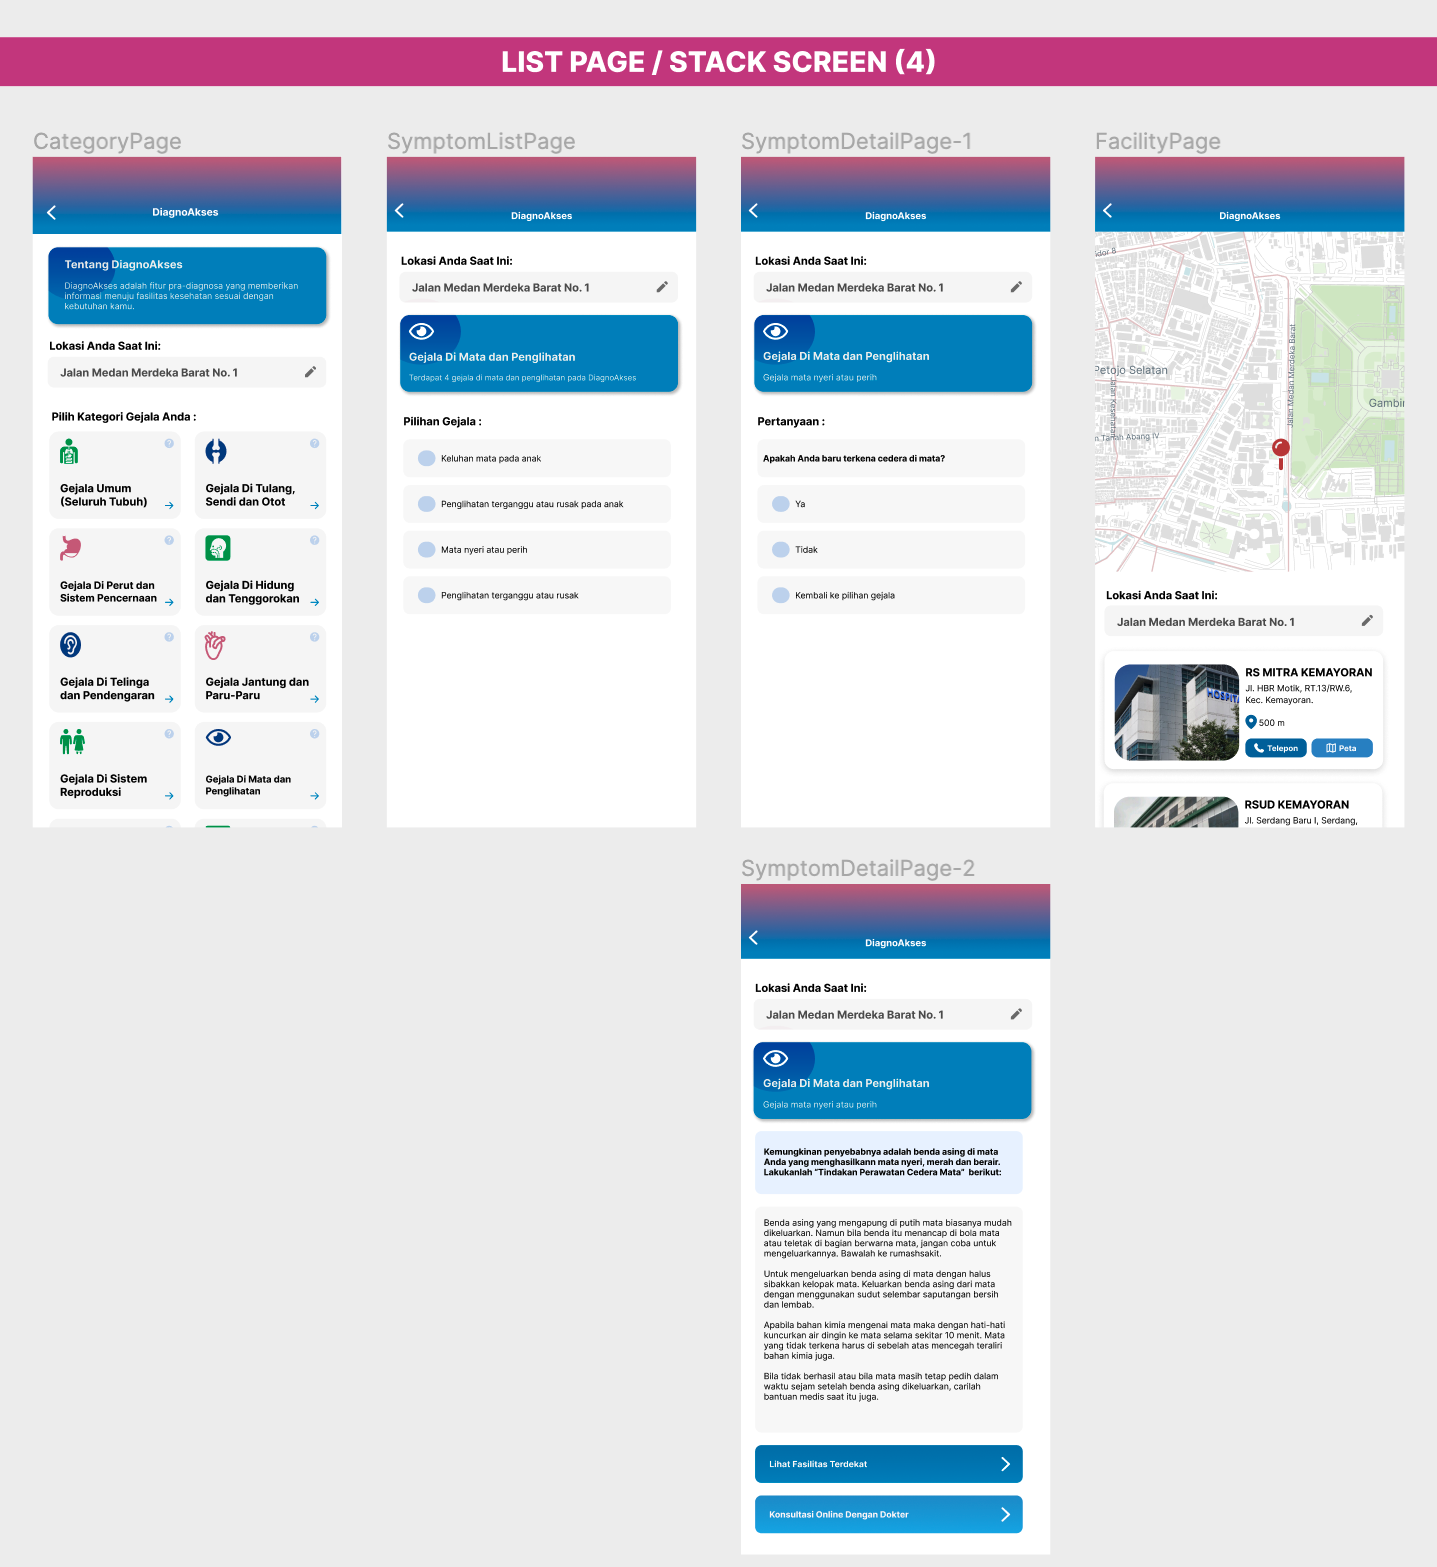 LIST PAGE / STACK SCREEN (4)
CategoryPage
DiagnoAkses
Tentang DiagnoAkses
DiagnoAkses adalah fitur pra-diagnosa yang memberikan
informasi menuju fasilitas kesehatan sesuai dengan
kebutuhan kamu.
Lokasi Anda Saat Ini:
Jalan Medan Merdeka Barat No. 1
Pilih Kategori Gejala Anda :
?
Gejala Umum
(Seluruh Tubuh)
?
Gejala Di Tulang,
Sendi dan Otot
?
Gejala Di Perut dan
Sistem Pencernaan
?
Gejala Di Hidung
dan Tenggorokan
?
Gejala Di Telinga
dan Pendengaran
?
Gejala Jantung dan
Paru-Paru
?
Gejala Di Sistem
Reproduksi
?
Gejala Di Mata dan
Penglihatan
SymptomListPage
DiagnoAkses
Lokasi Anda Saat Ini:
Jalan Medan Merdeka Barat No. 1
Gejala Di Mata dan Penglihatan
Terdapat 4 gejala di mata dan penglihatan pada DiagnoAkses
Pilihan Gejala :
Keluhan mata pada anak
Penglihatan terganggu atau rusak pada anak
Mata nyeri atau perih
Penglihatan terganggu atau rusak
SymptomDetailPage-1
DiagnoAkses
Lokasi Anda Saat Ini:
Jalan Medan Merdeka Barat No. 1
Gejala Di Mata dan Penglihatan
Gejala mata nyeri atau perih
Pertanyaan :
Apakah Anda baru terkena cedera di mata?
Ya
Tidak
Kembali ke pilihan gejala
FacilityPage
DiagnoAkses
idor 8
Petojo Selatan
Jalan Kesehatan
n Tanah Abang IV
Jalan Medan Merdeka Barat
Gambir
Lokasi Anda Saat Ini:
Jalan Medan Merdeka Barat No. 1
HOSPITA
RS MITRA KEMAYORAN
Jl. HBR Motik, RT.13/RW.6,
Kec. Kemayoran.
500 m
Telepon
Peta
RSUD KEMAYORAN
Jl. Serdang Baru I, Serdang,
SymptomDetailPage-2
DiagnoAkses
Lokasi Anda Saat Ini:
Jalan Medan Merdeka Barat No. 1
Gejala Di Mata dan Penglihatan
Gejala mata nyeri atau perih
Kemungkinan penyebabnya adalah benda asing di mata
Anda yang menghasilkann mata nyeri, merah dan berair.
Lakukanlah "Tindakan Perawatan Cedera Mata" berikut:
Benda asing yang mengapung di putih mata biasanya mudah
dikeluarkan. Namun bila benda itu menancap di bola mata
atau teletak di bagian berwarna mata, jangan coba untuk
mengeluarkannya. Bawalah ke rumashsakit.
Untuk mengeluarkan benda asing di mata dengan halus
sibakkan kelopak mata. Keluarkan benda asing dari mata
dengan menggunakan sudut selembar saputangan bersih
dan lembab.
Apabila bahan kimia mengenai mata maka dengan hati-hati
kuncurkan air dingin ke mata selama sekitar 10 menit. Mata
yang tidak terkena harus di sebelah atas mencegah teraliri
bahan kimia juga.
Bila tidak berhasil atau bila mata masih tetap pedih dalam
waktu sejam setelah benda asing dikeluarkan, carilah
bantuan medis saat itu juga.
Lihat Fasilitas Terdekat
Konsultasi Online Dengan Dokter